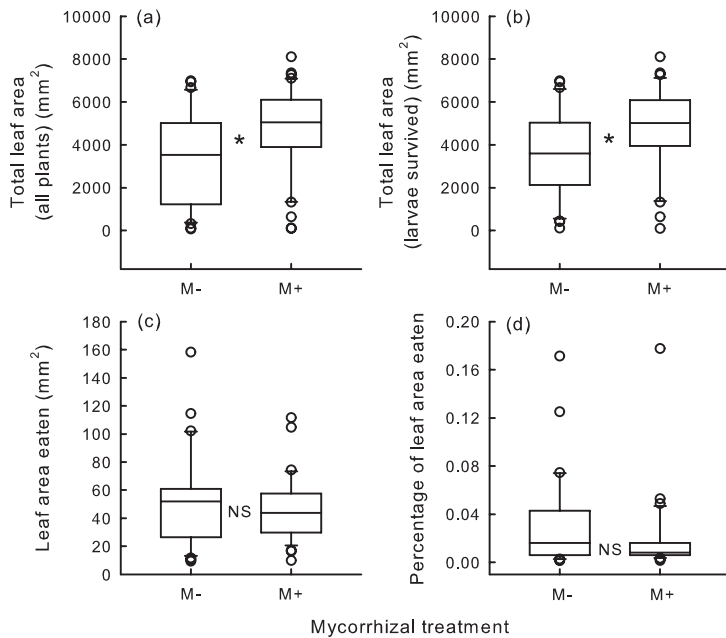 (a)
Total leaf area
(all plants) (mm²)
10000
8000
6000
4000
2000
0
*
M-
M+
(b)
Total leaf area
(larvae survived) (mm²)
10000
8000
6000
4000
2000
0
*
M-
M+
(c)
Leaf area eaten (mm²)
180
160
140
120
100
80
60
40
20
0
NS
M-
M+
(d)
Percentage of leaf area eaten
0.20
0.16
0.12
0.08
0.04
0.00
NS
M-
M+
Mycorrhizal treatment